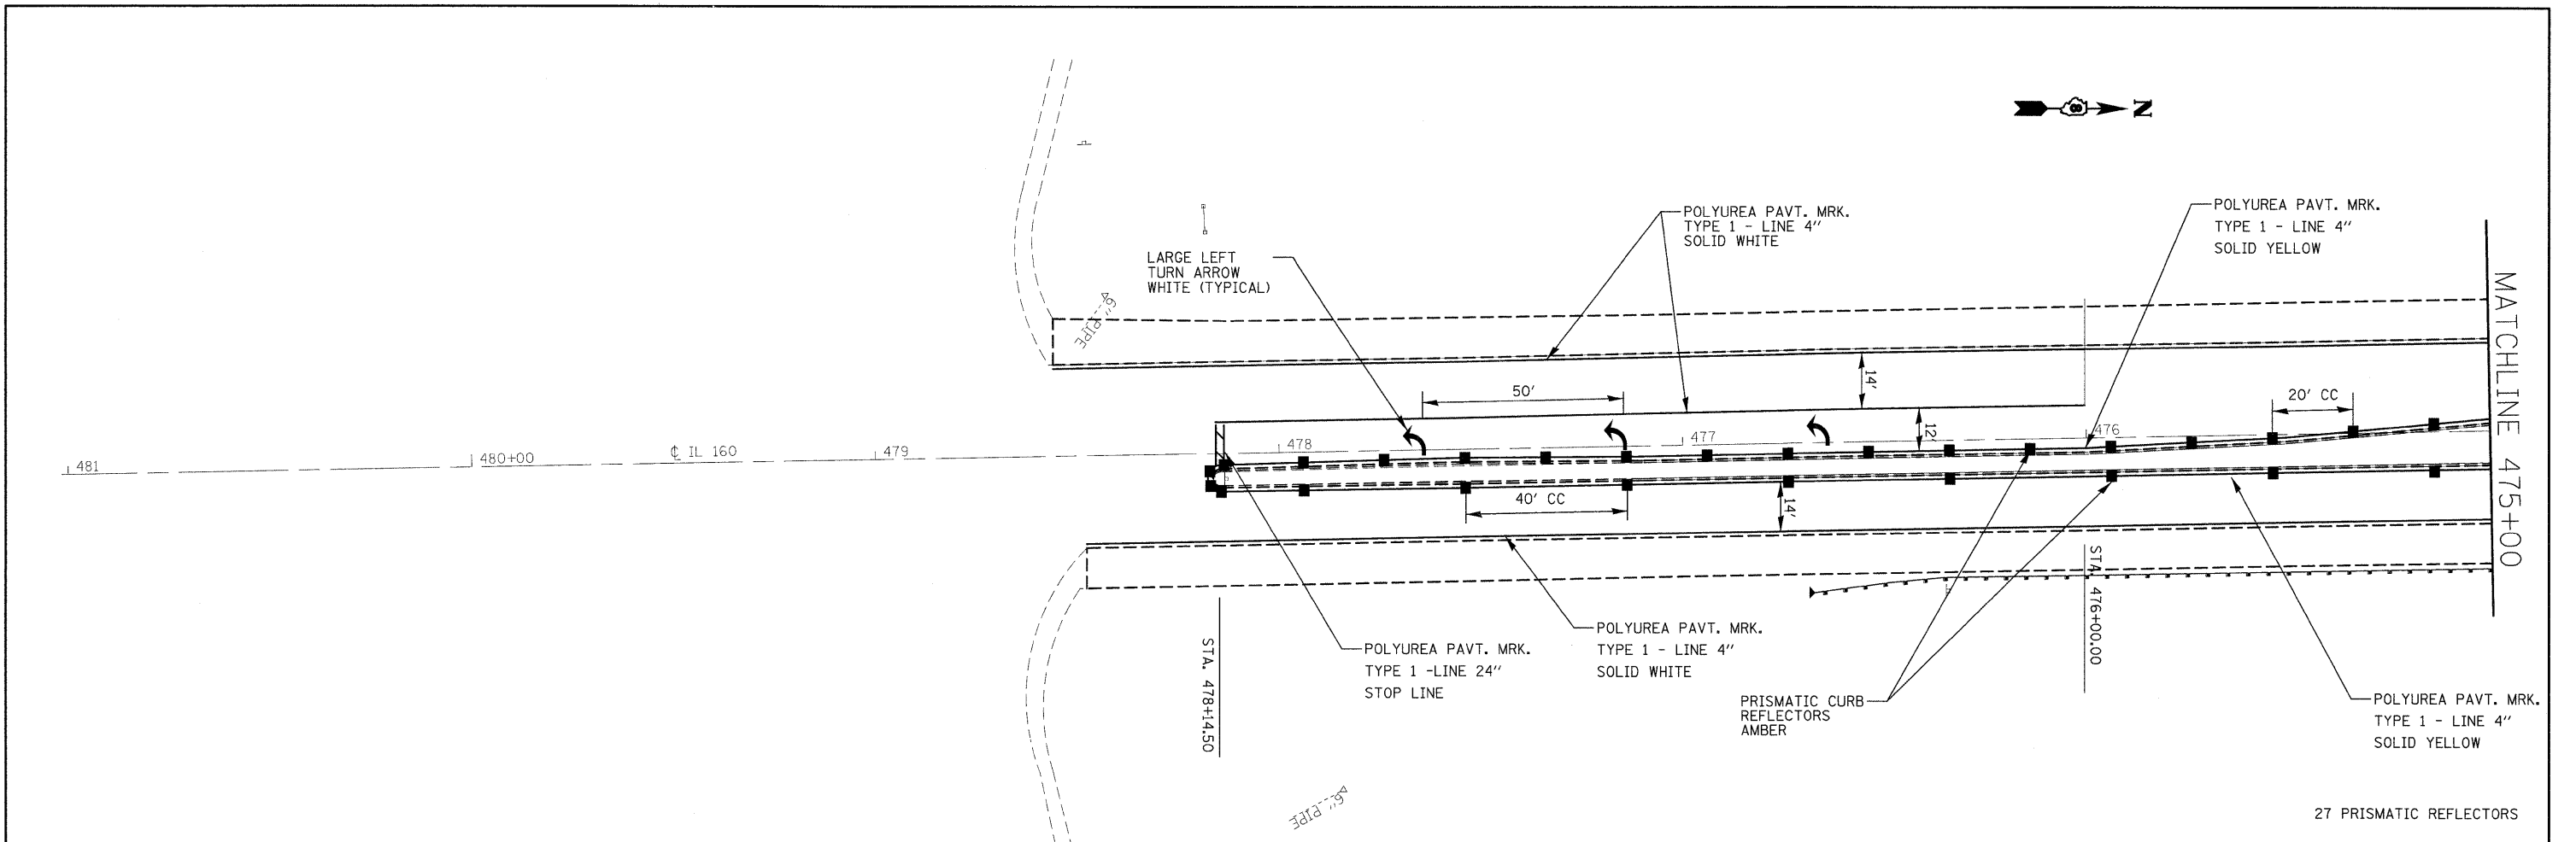 N
POLYUREA PAVT. MRK.
TYPE 1 - LINE 4"
SOLID WHITE
POLYUREA PAVT. MRK.
TYPE 1 - LINE 4"
SOLID YELLOW
LARGE LEFT
TURN ARROW
WHITE (TYPICAL)
6" PIPE
MATCHLINE 475+00
14'
50'
20' CC
12'
481
480+00
℄ IL 160
479
478
477
476
40' CC
14'
STA. 478+14.50
POLYUREA PAVT. MRK.
TYPE 1 -LINE 24"
STOP LINE
POLYUREA PAVT. MRK.
TYPE 1 - LINE 4"
SOLID WHITE
STA. 476+00.00
PRISMATIC CURB
REFLECTORS
AMBER
POLYUREA PAVT. MRK.
TYPE 1 - LINE 4"
SOLID YELLOW
6" PIPE
27 PRISMATIC REFLECTORS